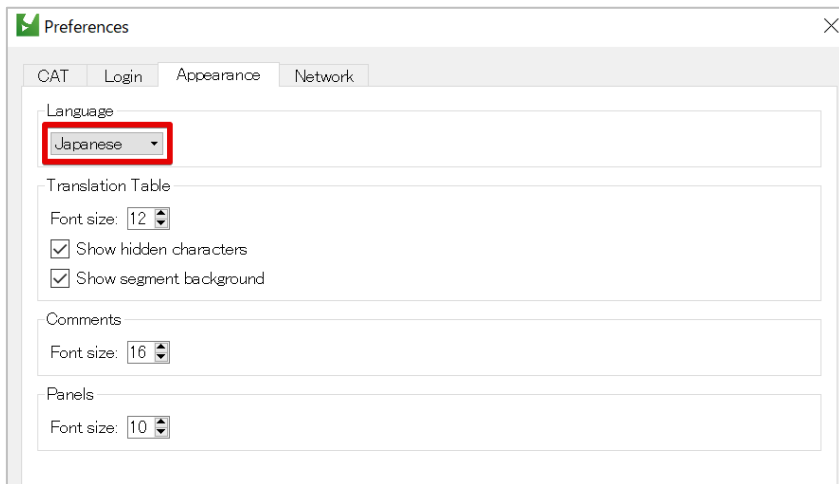 Preferences
CAT Login Appearance Network
Language
Japanese
Translation Table
Font size: 12
Show hidden characters
Show segment background
Comments
Font size: 16
Panels
Font size: 10